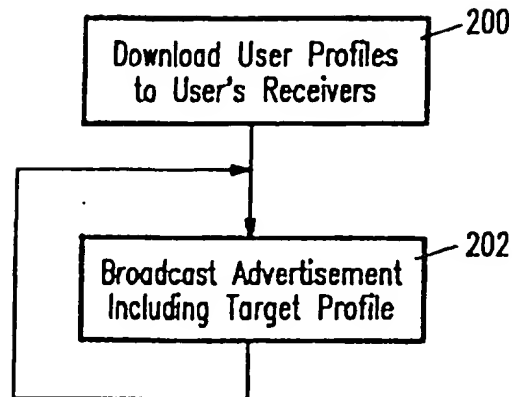 Download User Profiles
to User's Receivers
200
Broadcast Advertisement
Including Target Profile
202